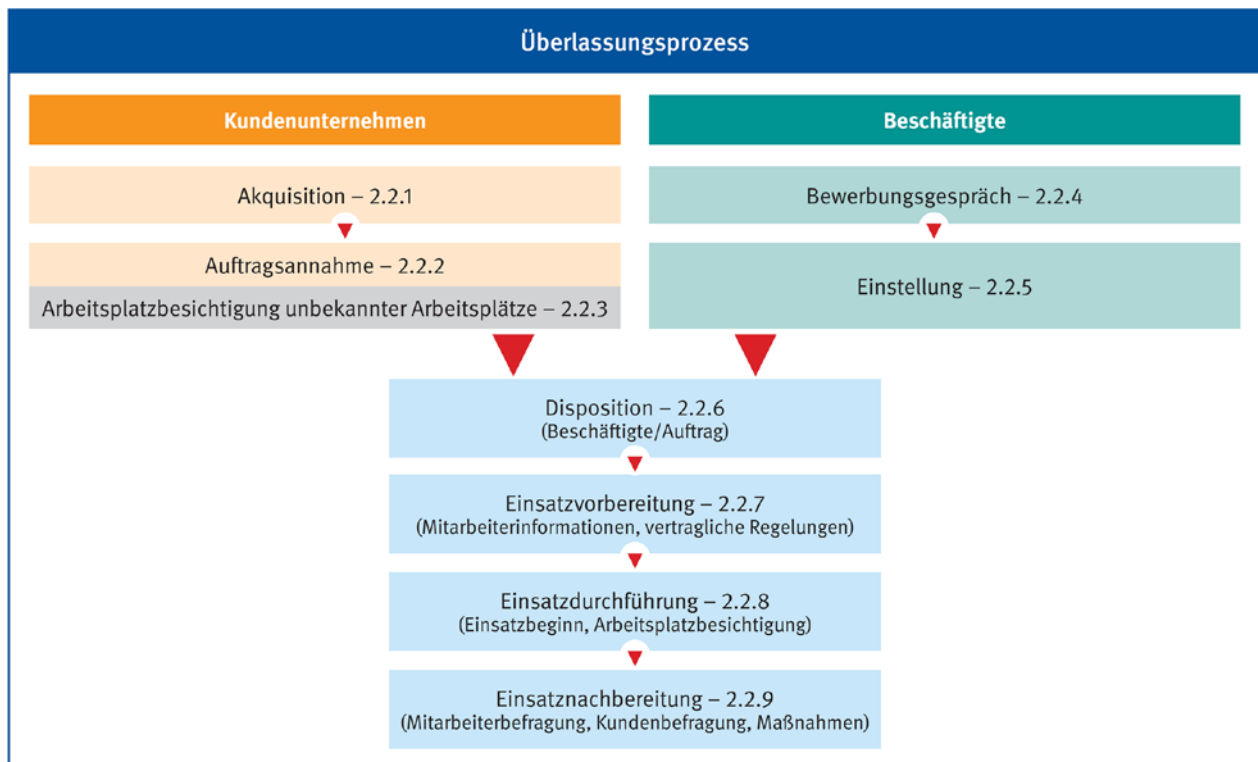 Überlassungsprozess
Kundenunternehmen
Beschäftigte
Akquisition – 2.2.1
Bewerbungsgespräch – 2.2.4
Auftragsannahme – 2.2.2
Arbeitsplatzbesichtigung unbekannter Arbeitsplätze – 2.2.3
Einstellung – 2.2.5
Disposition – 2.2.6
(Beschäftigte/Auftrag)
Einsatzvorbereitung – 2.2.7
(Mitarbeiterinformationen, vertragliche Regelungen)
Einsatzdurchführung – 2.2.8
(Einsatzbeginn, Arbeitsplatzbesichtigung)
Einsatznachbereitung – 2.2.9
(Mitarbeiterbefragung, Kundenbefragung, Maßnahmen)